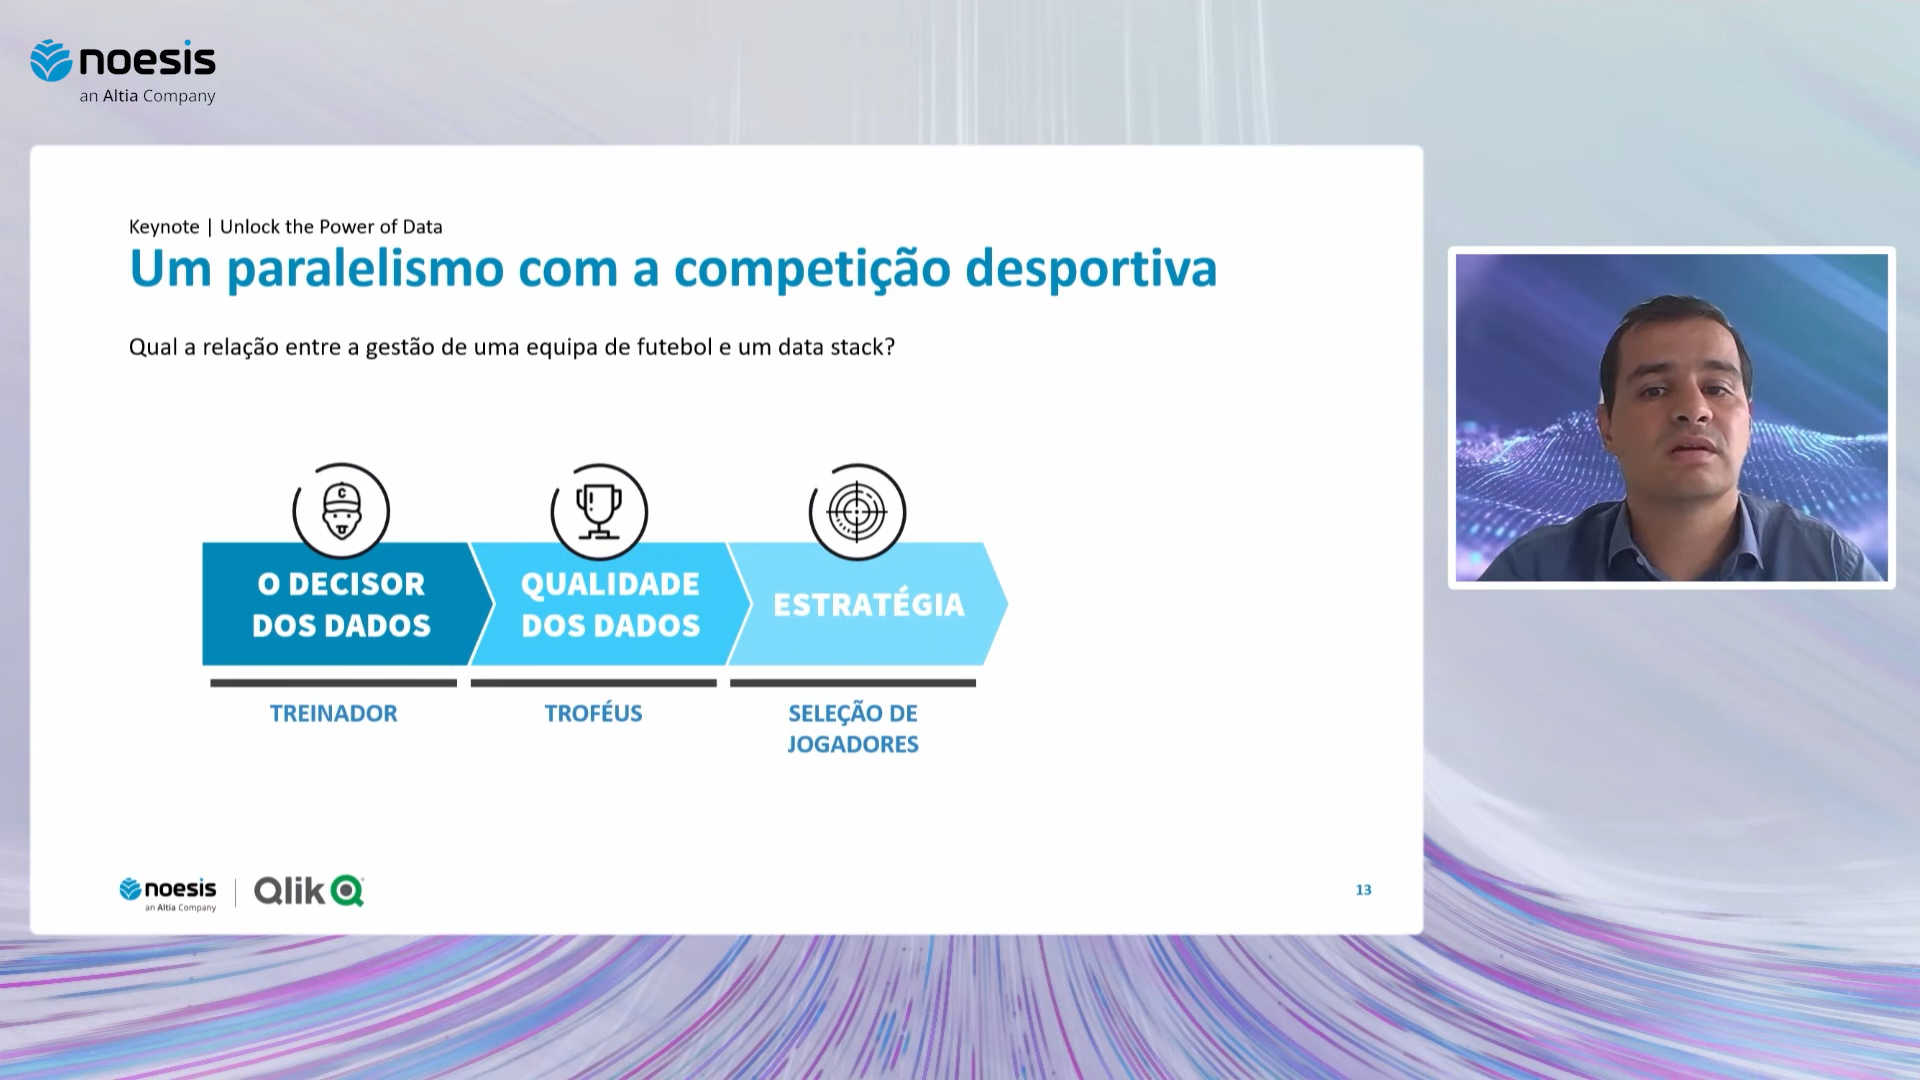 noesis
an Altia Company
Keynote | Unlock the Power of Data
Um paralelismo com a competição desportiva
Qual a relação entre a gestão de uma equipa de futebol e um data stack?
C
O DECISOR
DOS DADOS
QUALIDADE
DOS DADOS
ESTRATÉGIA
TREINADOR
TROFÉUS
SELEÇÃO DE
JOGADORES
noesis
an Altia Company
Qlik
13